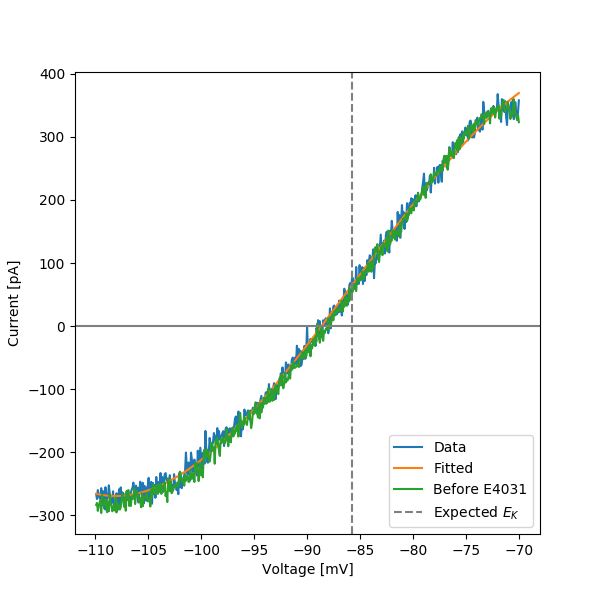 400
300
200
100
0
−100
−200
−300
Current [pA]
Data
Fitted
Before E4031
Expected E_K
−110 −105 −100 −95 −90 −85 −80 −75 −70
Voltage [mV]